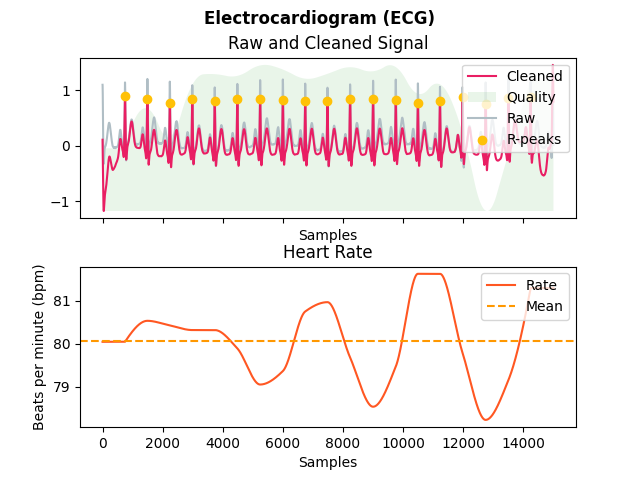 Electrocardiogram (ECG)
Raw and Cleaned Signal
1
0
−1
Cleaned
Quality
Raw
R-peaks
Samples
Heart Rate
Beats per minute (bpm)
81
80
79
Rate
Mean
0 2000 4000 6000 8000 10000 12000 14000
Samples